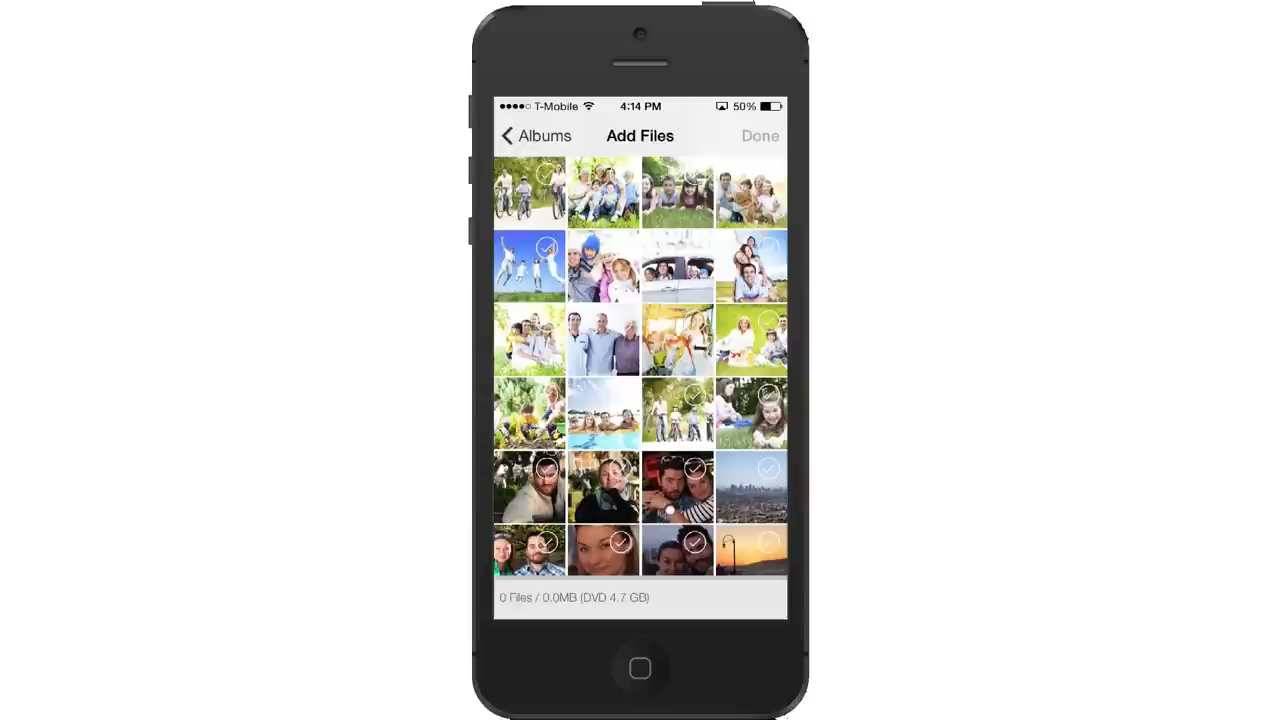 T-Mobile 4:14 PM 50%
Albums Add Files Done
0 Files / 0.0MB (DVD 4.7 GB)